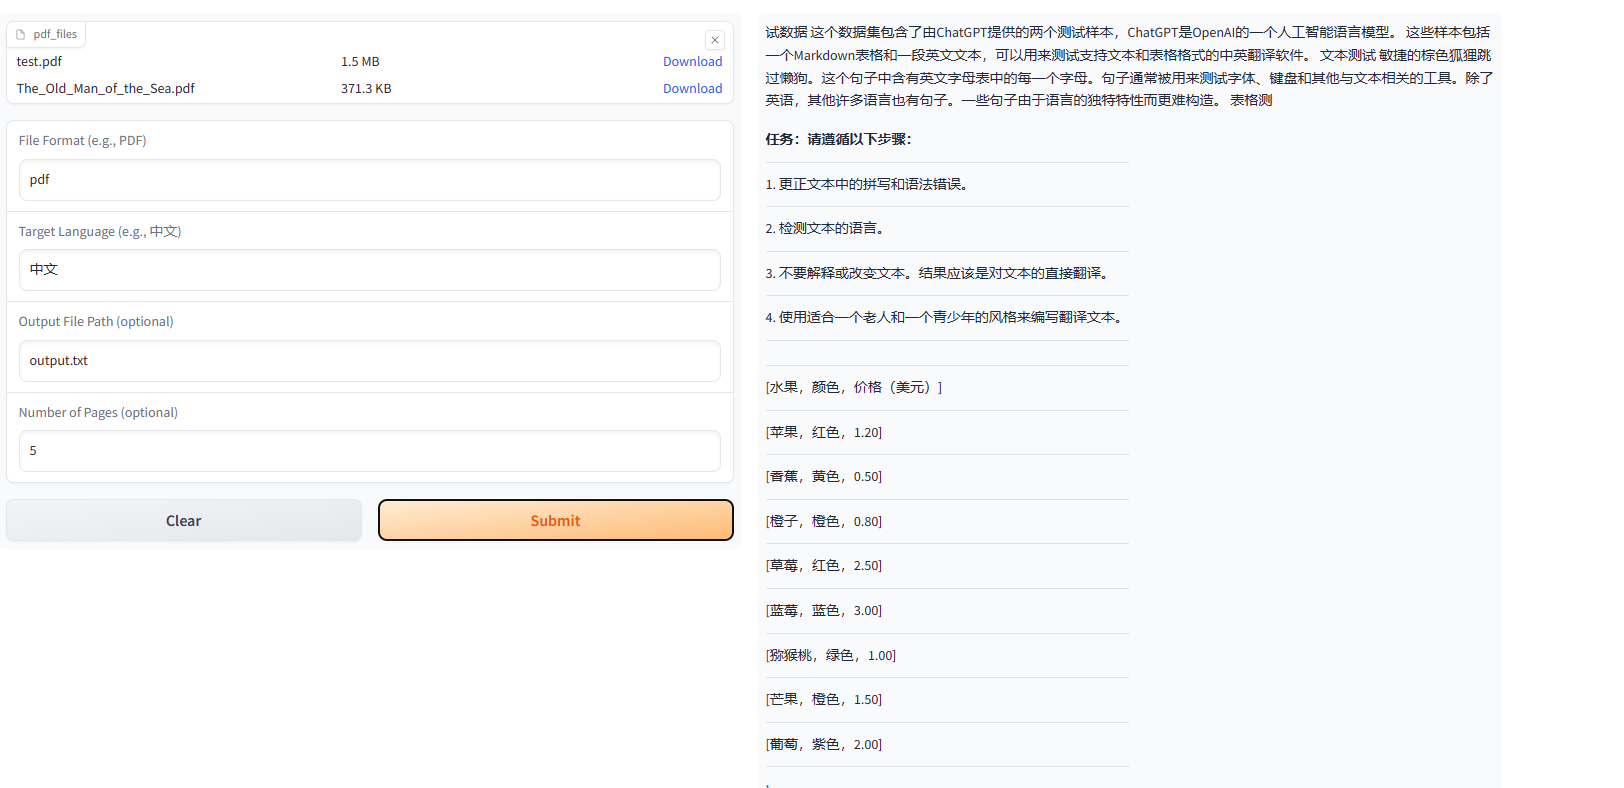 pdf_files
test.pdf 1.5 MB Download
The_Old_Man_of_the_Sea.pdf 371.3 KB Download
File Format (e.g., PDF)
pdf
Target Language (e.g., 中文)
中文
Output File Path (optional)
output.txt
Number of Pages (optional)
5
Clear Submit
试数据 这个数据集包含了由ChatGPT提供的两个测试样本，ChatGPT是OpenAI的一个人工智能语言模型。 这些样本包括
一个Markdown表格和一段英文文本，可以用来测试支持文本和表格格式的中英翻译软件。 文本测试 敏捷的棕色狐狸跳
过懒狗。这个句子中含有英文字母表中的每一个字母。句子通常被用来测试字体、键盘和其他与文本相关的工具。除了
英语，其他许多语言也有句子。一些句子由于语言的独特特性而更难构造。 表格测
任务：请遵循以下步骤：
1. 更正文本中的拼写和语法错误。
2. 检测文本的语言。
3. 不要解释或改变文本。结果应该是对文本的直接翻译。
4. 使用适合一个老人和一个青少年的风格来编写翻译文本。
[水果，颜色，价格（美元）]
[苹果，红色，1.20]
[香蕉，黄色，0.50]
[橙子，橙色，0.80]
[草莓，红色，2.50]
[蓝莓，蓝色，3.00]
[猕猴桃，绿色，1.00]
[芒果，橙色，1.50]
[葡萄，紫色，2.00]